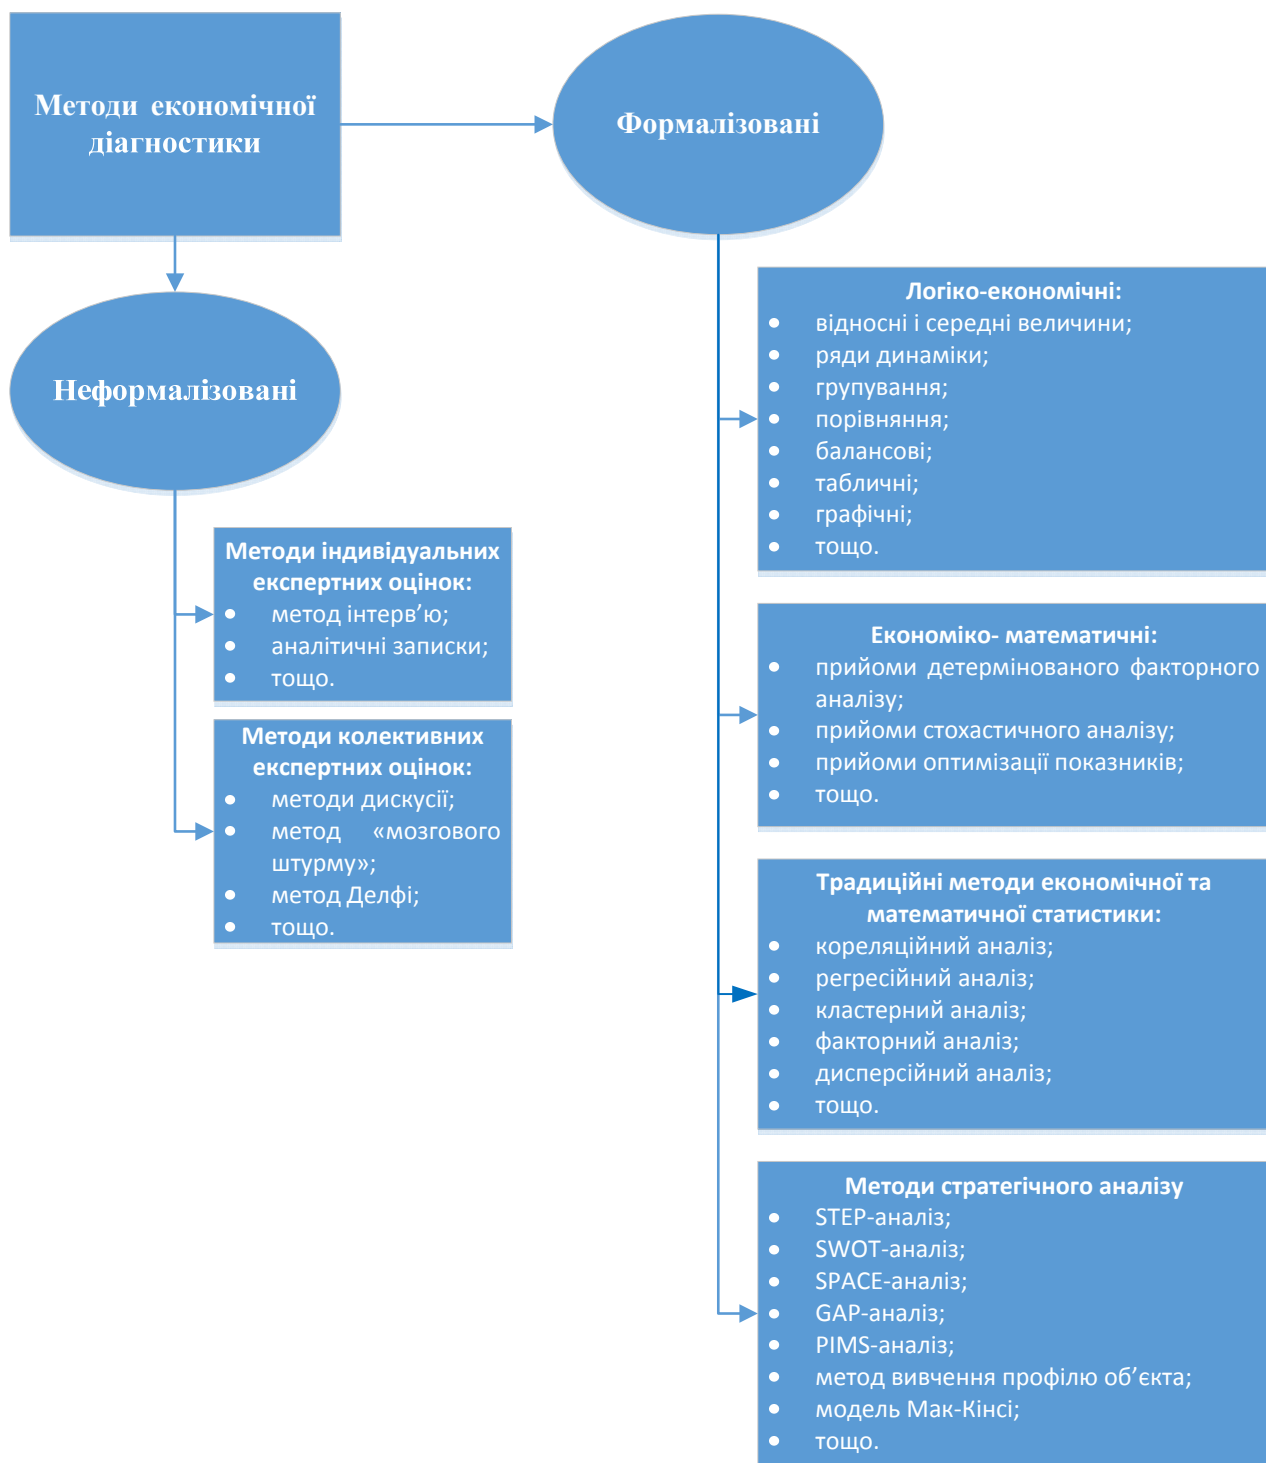 Методи економічної
діагностики
Формалізовані
Неформалізовані
Методи індивідуальних
експертних оцінок:
• метод інтерв’ю;
• аналітичні записки;
• тощо.
Методи колективних
експертних оцінок:
• методи дискусії;
• метод «мозгового
штурму»;
• метод Делфі;
• тощо.
Логіко-економічні:
• відносні і середні величини;
• ряди динаміки;
• групування;
• порівняння;
• балансові;
• табличні;
• графічні;
• тощо.
Економіко- математичні:
• прийоми детермінованого факторного
аналізу;
• прийоми стохастичного аналізу;
• прийоми оптимізації показників;
• тощо.
Традиційні методи економічної та
математичної статистики:
• кореляційний аналіз;
• регресійний аналіз;
• кластерний аналіз;
• факторний аналіз;
• дисперсійний аналіз;
• тощо.
Методи стратегічного аналізу
• STEP-аналіз;
• SWOT-аналіз;
• SPACE-аналіз;
• GAP-аналіз;
• PIMS-аналіз;
• метод вивчення профілю об’єкта;
• модель Мак-Кінсі;
• тощо.